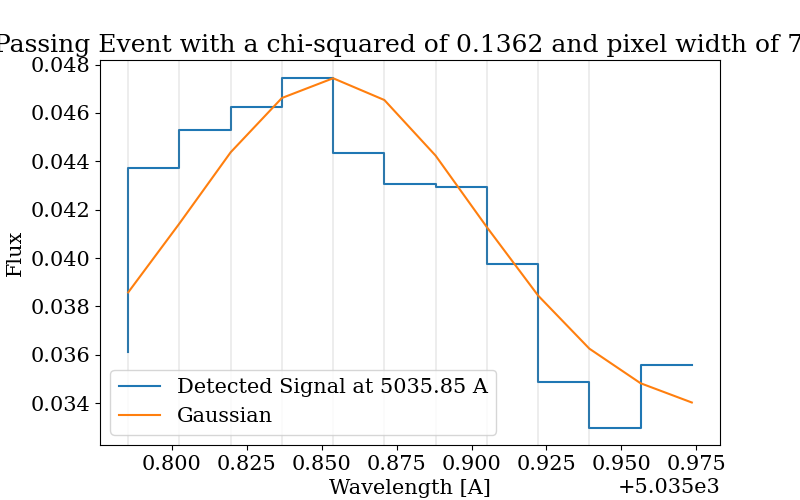 Passing Event with a chi-squared of 0.1362 and pixel width of 7
0.048
0.046
0.044
0.042
0.040
0.038
0.036
0.034
Flux
Detected Signal at 5035.85 A
Gaussian
0.800 0.825 0.850 0.875 0.900 0.925 0.950 0.975
Wavelength [A]
+5.035e3